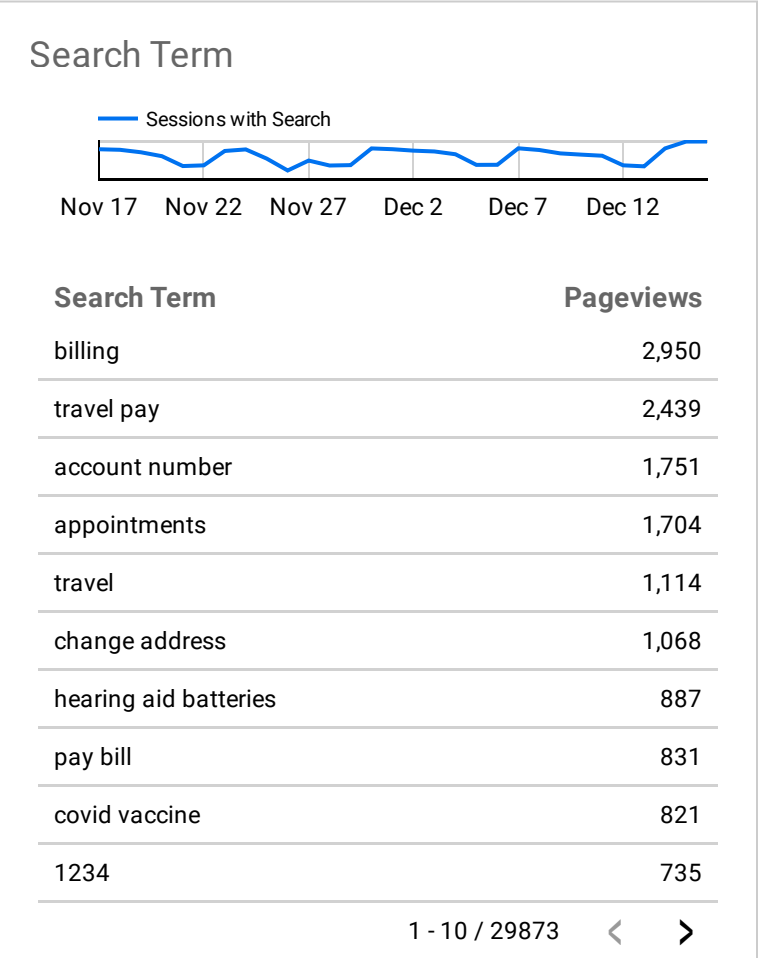 Search Term
Sessions with Search
Nov 17 Nov 22 Nov 27 Dec 2 Dec 7 Dec 12
Search Term Pageviews
billing 2,950
travel pay 2,439
account number 1,751
appointments 1,704
travel 1,114
change address 1,068
hearing aid batteries 887
pay bill 831
covid vaccine 821
1234 735
1 - 10 / 29873 < >